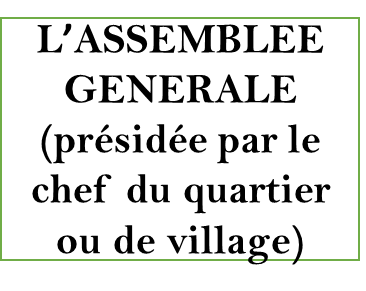 L’ASSEMBLEE
GENERALE
(présidée par le
chef du quartier
ou de village)